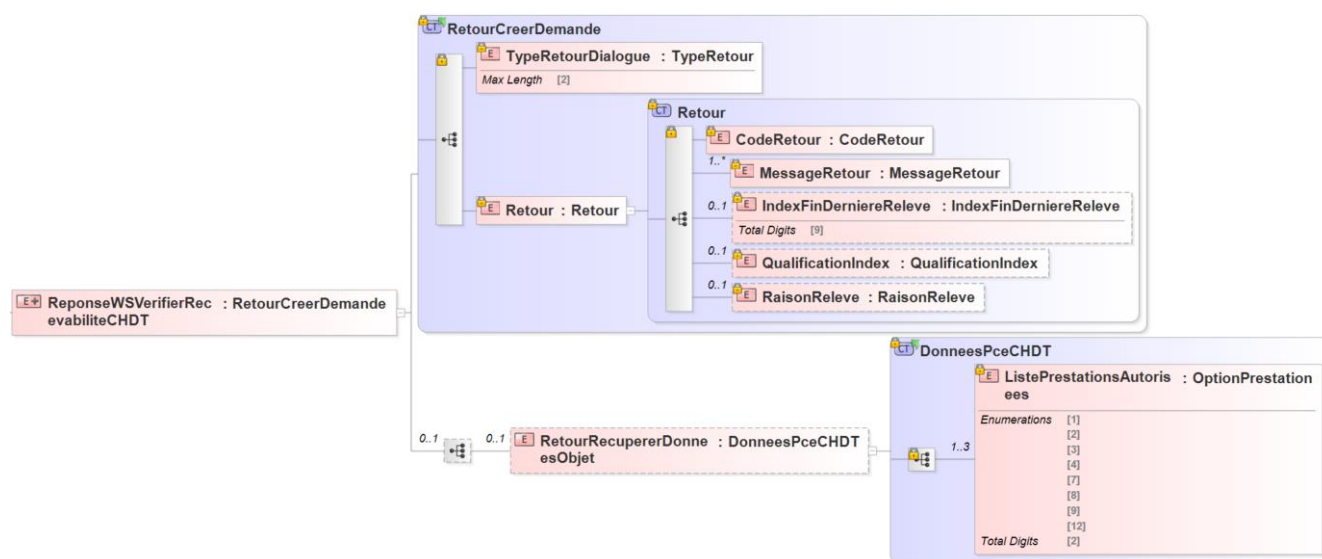 CT RetourCreerDemande
E TypeRetourDialogue : TypeRetour
Max Length [2]
CT Retour
E CodeRetour : CodeRetour
1..*
E MessageRetour : MessageRetour
0..1
E IndexFinDerniereReleve : IndexFinDerniereReleve
Total Digits [9]
E Retour : Retour
0..1
E QualificationIndex : QualificationIndex
0..1
E RaisonReleve : RaisonReleve
E ReponseWSVerifierRec : RetourCreerDemande
evabiliteCHDT
CT DonneesPceCHDT
E ListePrestationsAutoris : OptionPrestation
ees
Enumerations [1]
[2]
[3]
[4]
[7]
[8]
[9]
[12]
Total Digits [2]
0..1
0..1
E RetourRecupererDonne : DonneesPceCHDT
esObjet
1..3